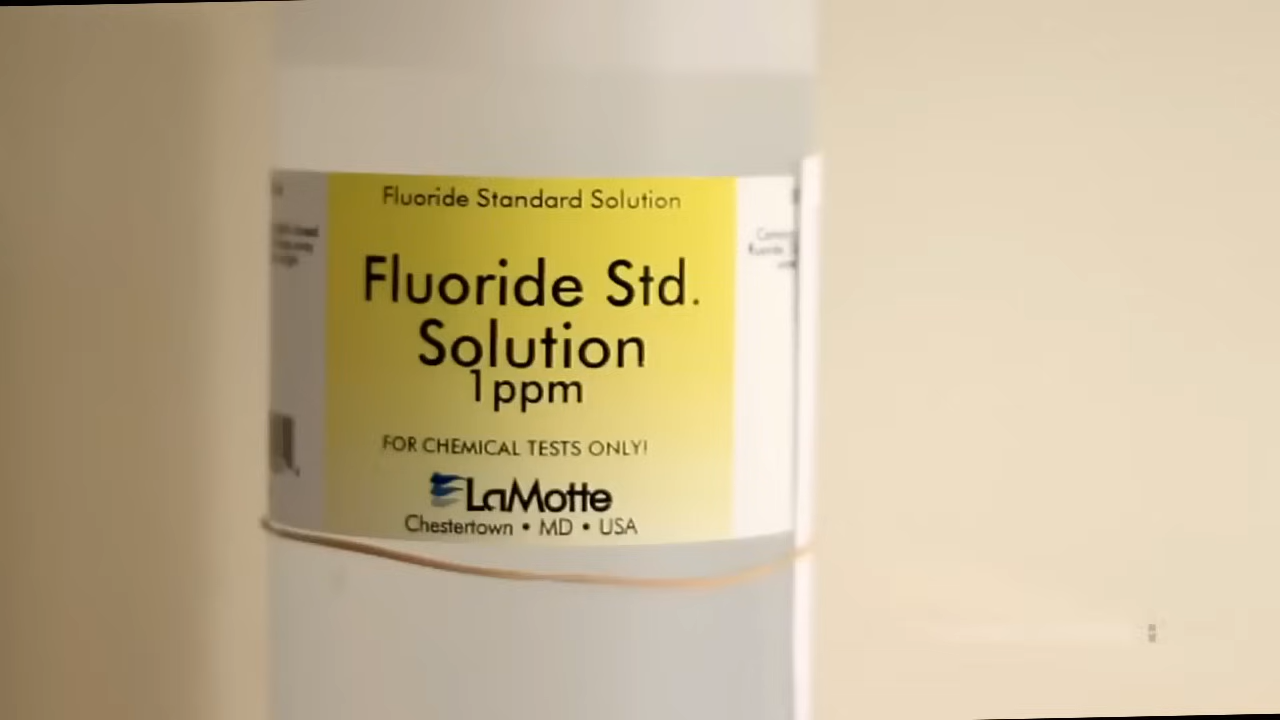 Fluoride Standard Solution
Fluoride Std.
Solution
1ppm
FOR CHEMICAL TESTS ONLY!
LaMotte
Chestertown • MD • USA